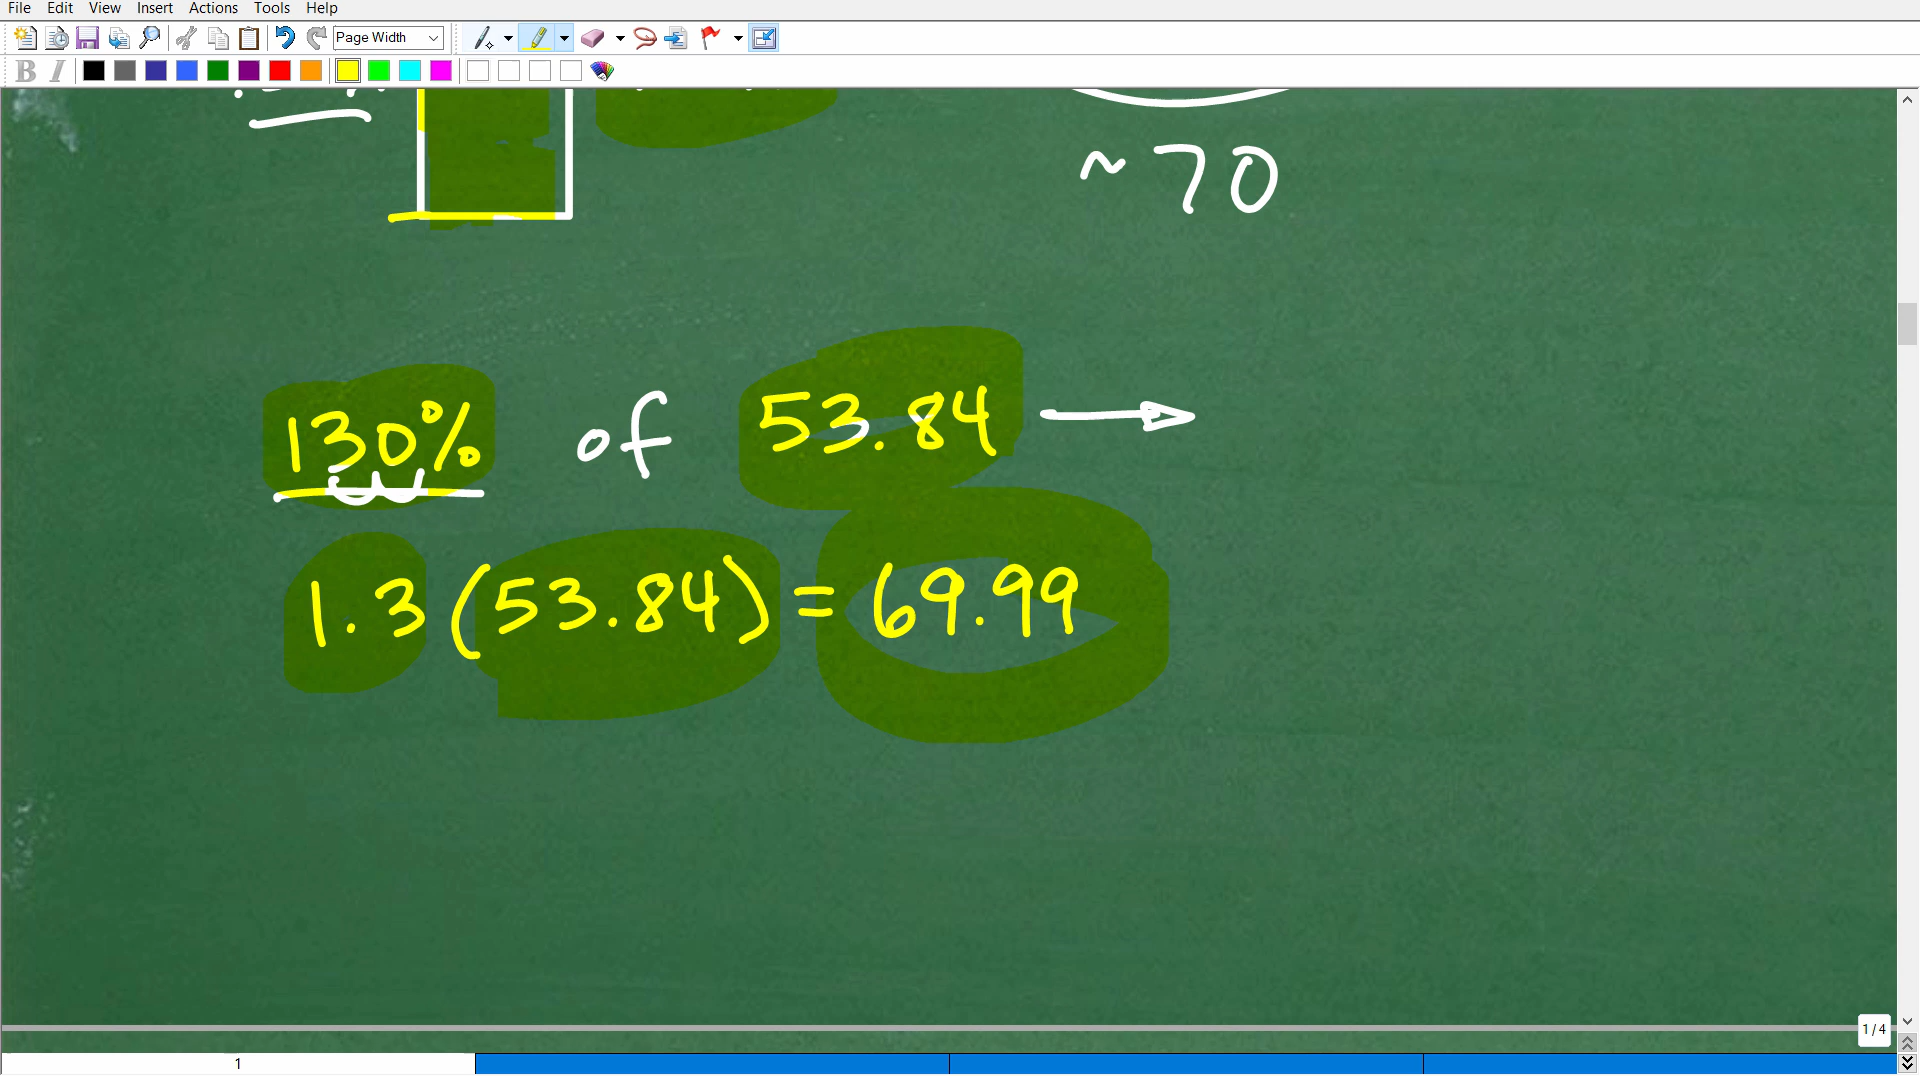 File Edit View Insert Actions Tools Help
Page Width
B I
~70
130% of 53.84
1.3(53.84) = 69.99
1/4
1